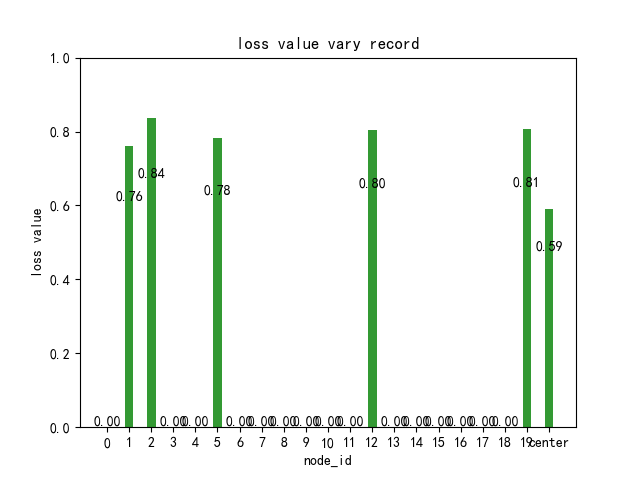 loss value vary record
1.0
0.8
0.6
0.4
0.2
0.0
loss value
0.00 0.76 0.84 0.00 0.00 0.78 0.00 0.00 0.00 0.00 0.00 0.00 0.80 0.00 0.00 0.00 0.00 0.00 0.00 0.81 0.59
0 1 2 3 4 5 6 7 8 9 10 11 12 13 14 15 16 17 18 19 center
node_id